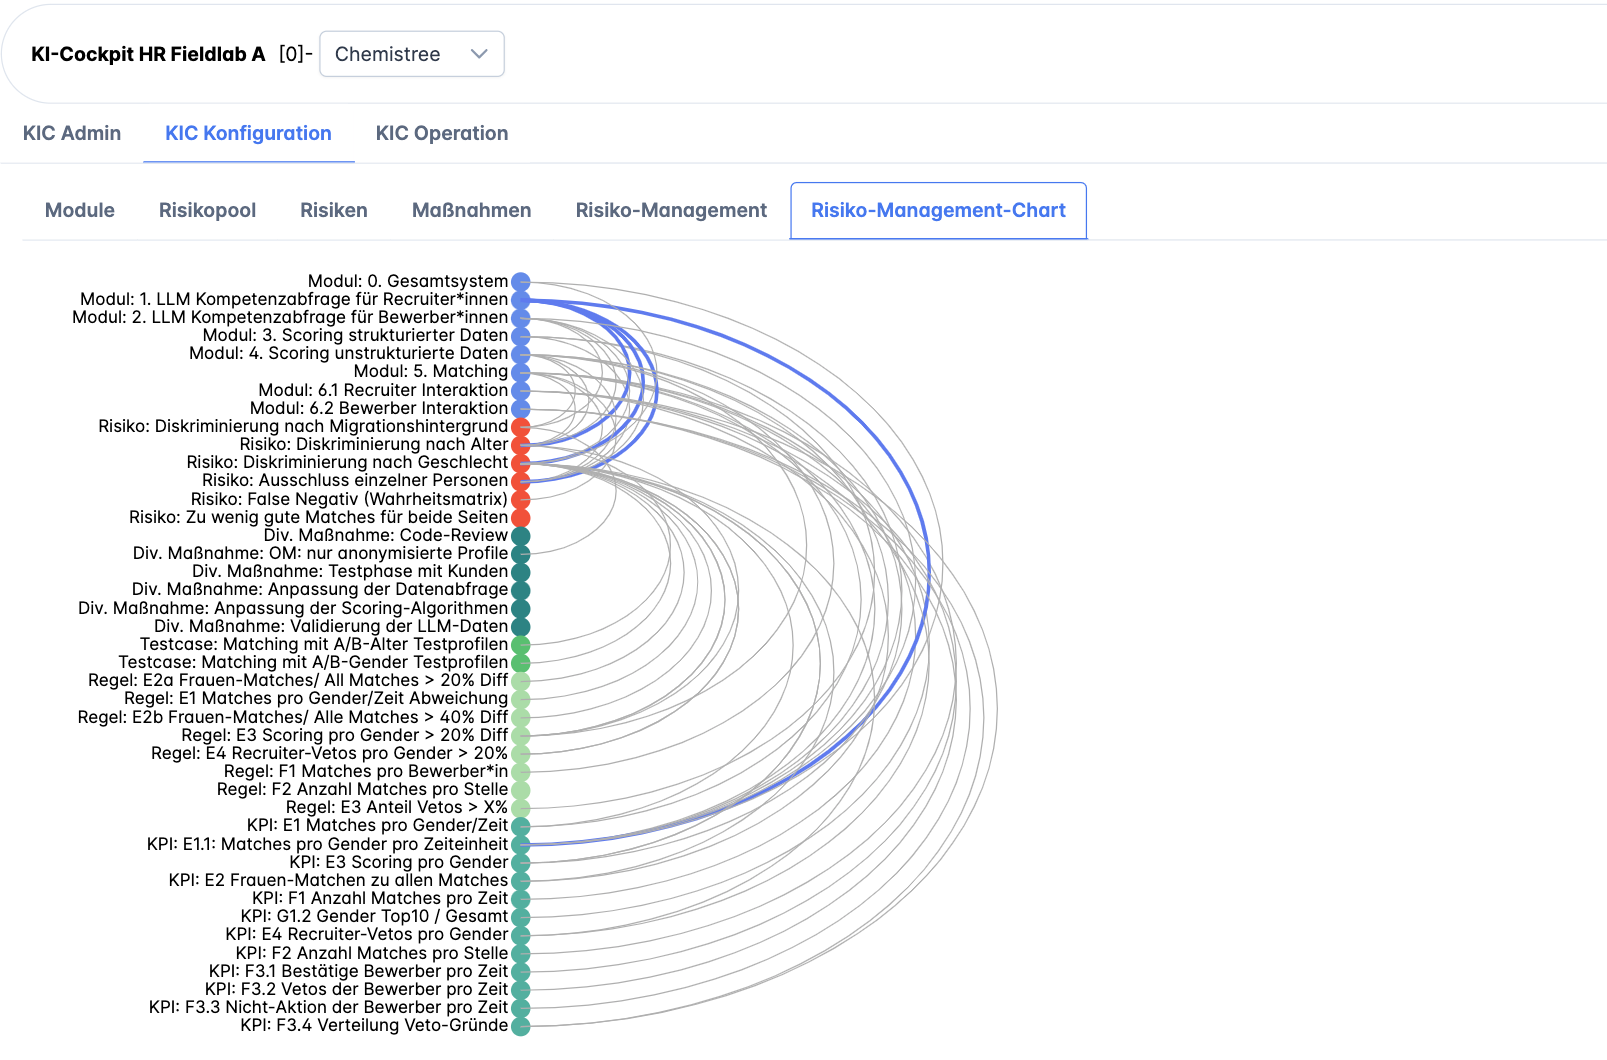 KI-Cockpit HR Fieldlab A [0]- Chemistree
KIC Admin KIC Konfiguration KIC Operation
Module Risikopool Risiken Maßnahmen Risiko-Management Risiko-Management-Chart
Modul: 0. Gesamtsystem
Modul: 1. LLM Kompetenzabfrage für Recruiter*innen
Modul: 2. LLM Kompetenzabfrage für Bewerber*innen
Modul: 3. Scoring strukturierter Daten
Modul: 4. Scoring unstrukturierte Daten
Modul: 5. Matching
Modul: 6.1 Recruiter Interaktion
Modul: 6.2 Bewerber Interaktion
Risiko: Diskriminierung nach Migrationshintergrund
Risiko: Diskriminierung nach Alter
Risiko: Diskriminierung nach Geschlecht
Risiko: Ausschluss einzelner Personen
Risiko: False Negativ (Wahrheitsmatrix)
Risiko: Zu wenig gute Matches für beide Seiten
Div. Maßnahme: Code-Review
Div. Maßnahme: OM: nur anonymisierte Profile
Div. Maßnahme: Testphase mit Kunden
Div. Maßnahme: Anpassung der Datenabfrage
Div. Maßnahme: Anpassung der Scoring-Algorithmen
Div. Maßnahme: Validierung der LLM-Daten
Testcase: Matching mit A/B-Alter Testprofilen
Testcase: Matching mit A/B-Gender Testprofilen
Regel: E2a Frauen-Matches/ All Matches > 20% Diff
Regel: E1 Matches pro Gender/Zeit Abweichung
Regel: E2b Frauen-Matches/ Alle Matches > 40% Diff
Regel: E3 Scoring pro Gender > 20% Diff
Regel: E4 Recruiter-Vetos pro Gender > 20%
Regel: F1 Matches pro Bewerber*in
Regel: F2 Anzahl Matches pro Stelle
Regel: E3 Anteil Vetos > X%
KPI: E1 Matches pro Gender/Zeit
KPI: E1.1: Matches pro Gender pro Zeiteinheit
KPI: E3 Scoring pro Gender
KPI: E2 Frauen-Matchen zu allen Matches
KPI: F1 Anzahl Matches pro Zeit
KPI: G1.2 Gender Top10 / Gesamt
KPI: E4 Recruiter-Vetos pro Gender
KPI: F2 Anzahl Matches pro Stelle
KPI: F3.1 Bestätige Bewerber pro Zeit
KPI: F3.2 Vetos der Bewerber pro Zeit
KPI: F3.3 Nicht-Aktion der Bewerber pro Zeit
KPI: F3.4 Verteilung Veto-Gründe